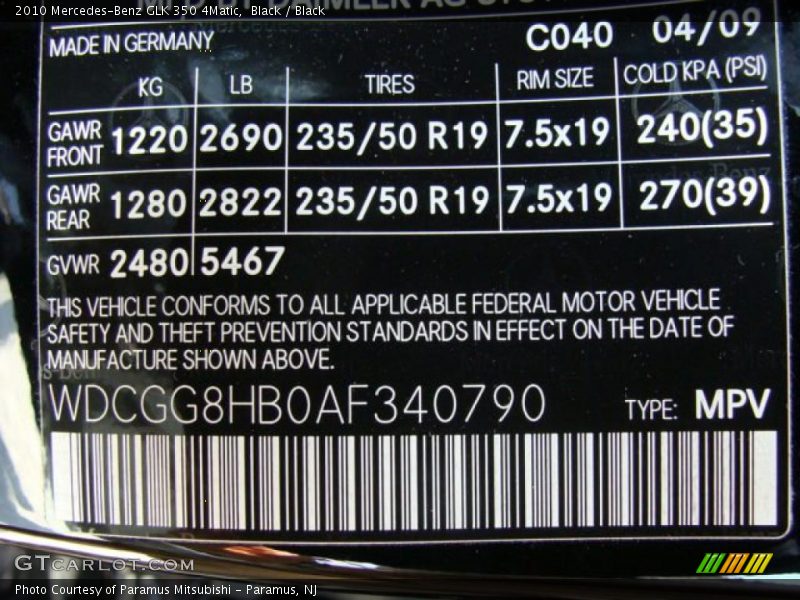 2010 Mercedes-Benz GLK 350 4Matic, Black / Black
C040 04/09
MADE IN GERMANY
KG LB TIRES RIM SIZE COLD KPA (PSI)
GAWR FRONT 1220 2690 235/50 R19 7.5x19 240(35)
GAWR REAR 1280 2822 235/50 R19 7.5x19 270(39)
GVWR 2480 5467
THIS VEHICLE CONFORMS TO ALL APPLICABLE FEDERAL MOTOR VEHICLE
SAFETY AND THEFT PREVENTION STANDARDS IN EFFECT ON THE DATE OF
MANUFACTURE SHOWN ABOVE.
WDCGG8HB0AF340790 TYPE: MPV
GTCARLOT.COM
Photo Courtesy of Paramus Mitsubishi - Paramus, NJ